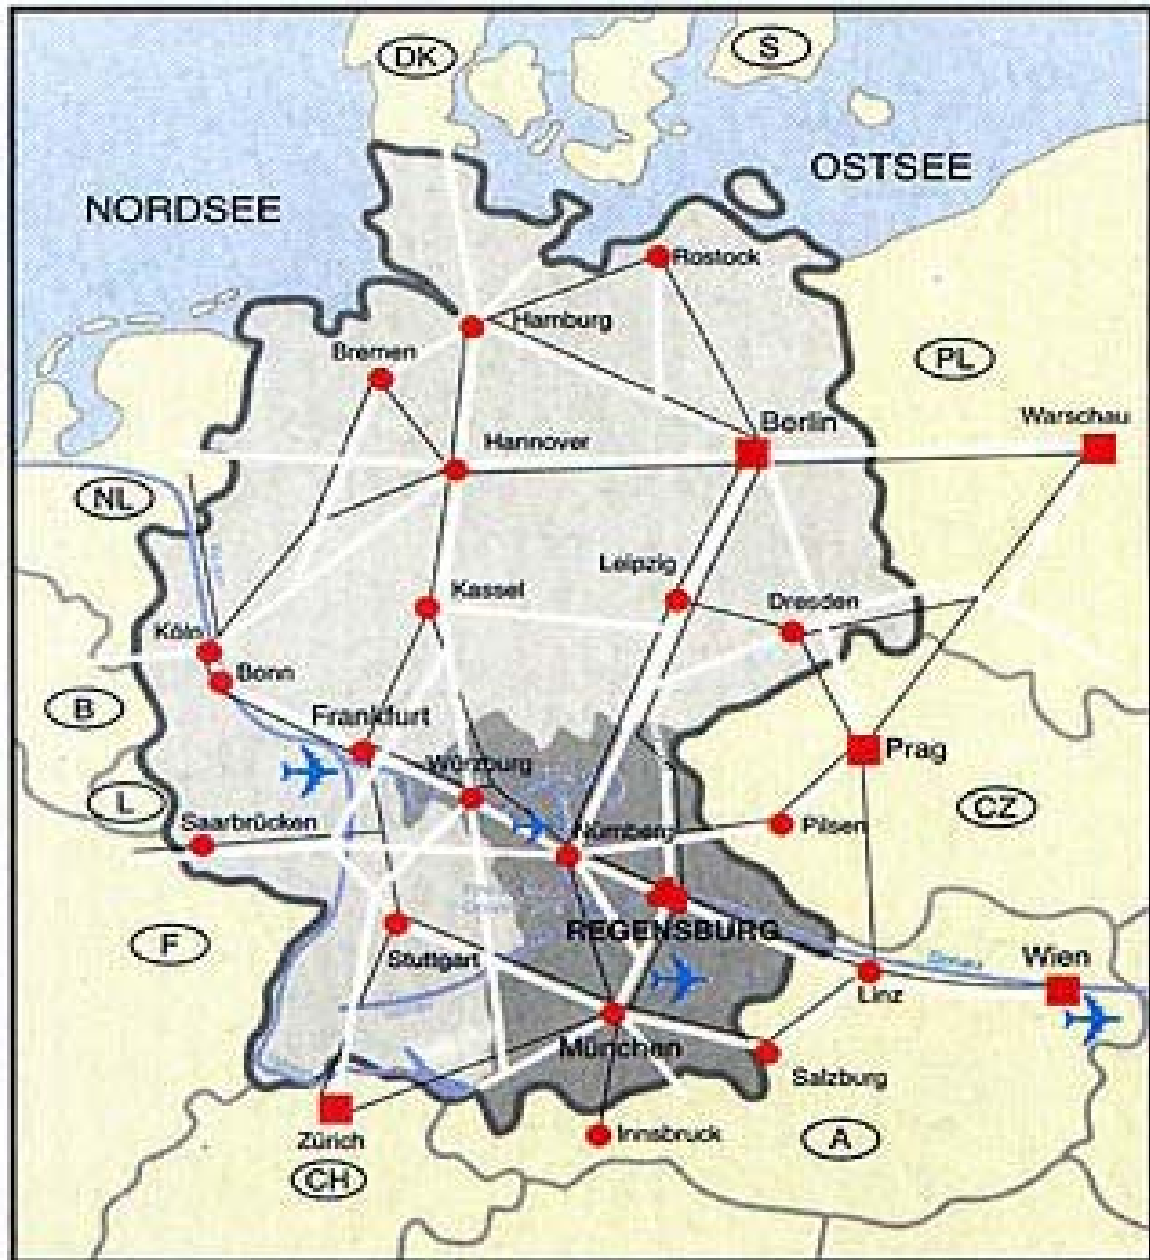 DK
S
OSTSEE
NORDSEE
Rostock
Hamburg
Bremen
PL
Warschau
Berlin
Hannover
NL
Leipzig
Kassel
Dresden
Köln
Bonn
B
Frankfurt
Prag
Würzburg
L
CZ
Saarbrücken
Nürnberg
Pilsen
REGENSBURG
F
Stuttgart
Donau
Wien
Linz
München
Salzburg
Zürich
Innsbruck
A
CH